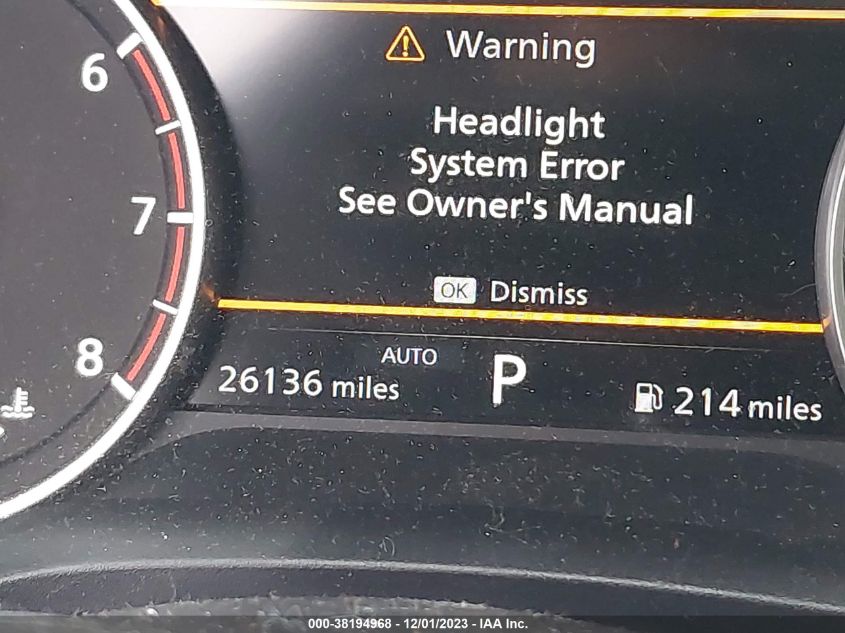 6
7
8
Warning
Headlight
System Error
See Owner's Manual
OK Dismiss
AUTO
26136 miles
P
214 miles
000-38194968 - 12/01/2023 - IAA Inc.